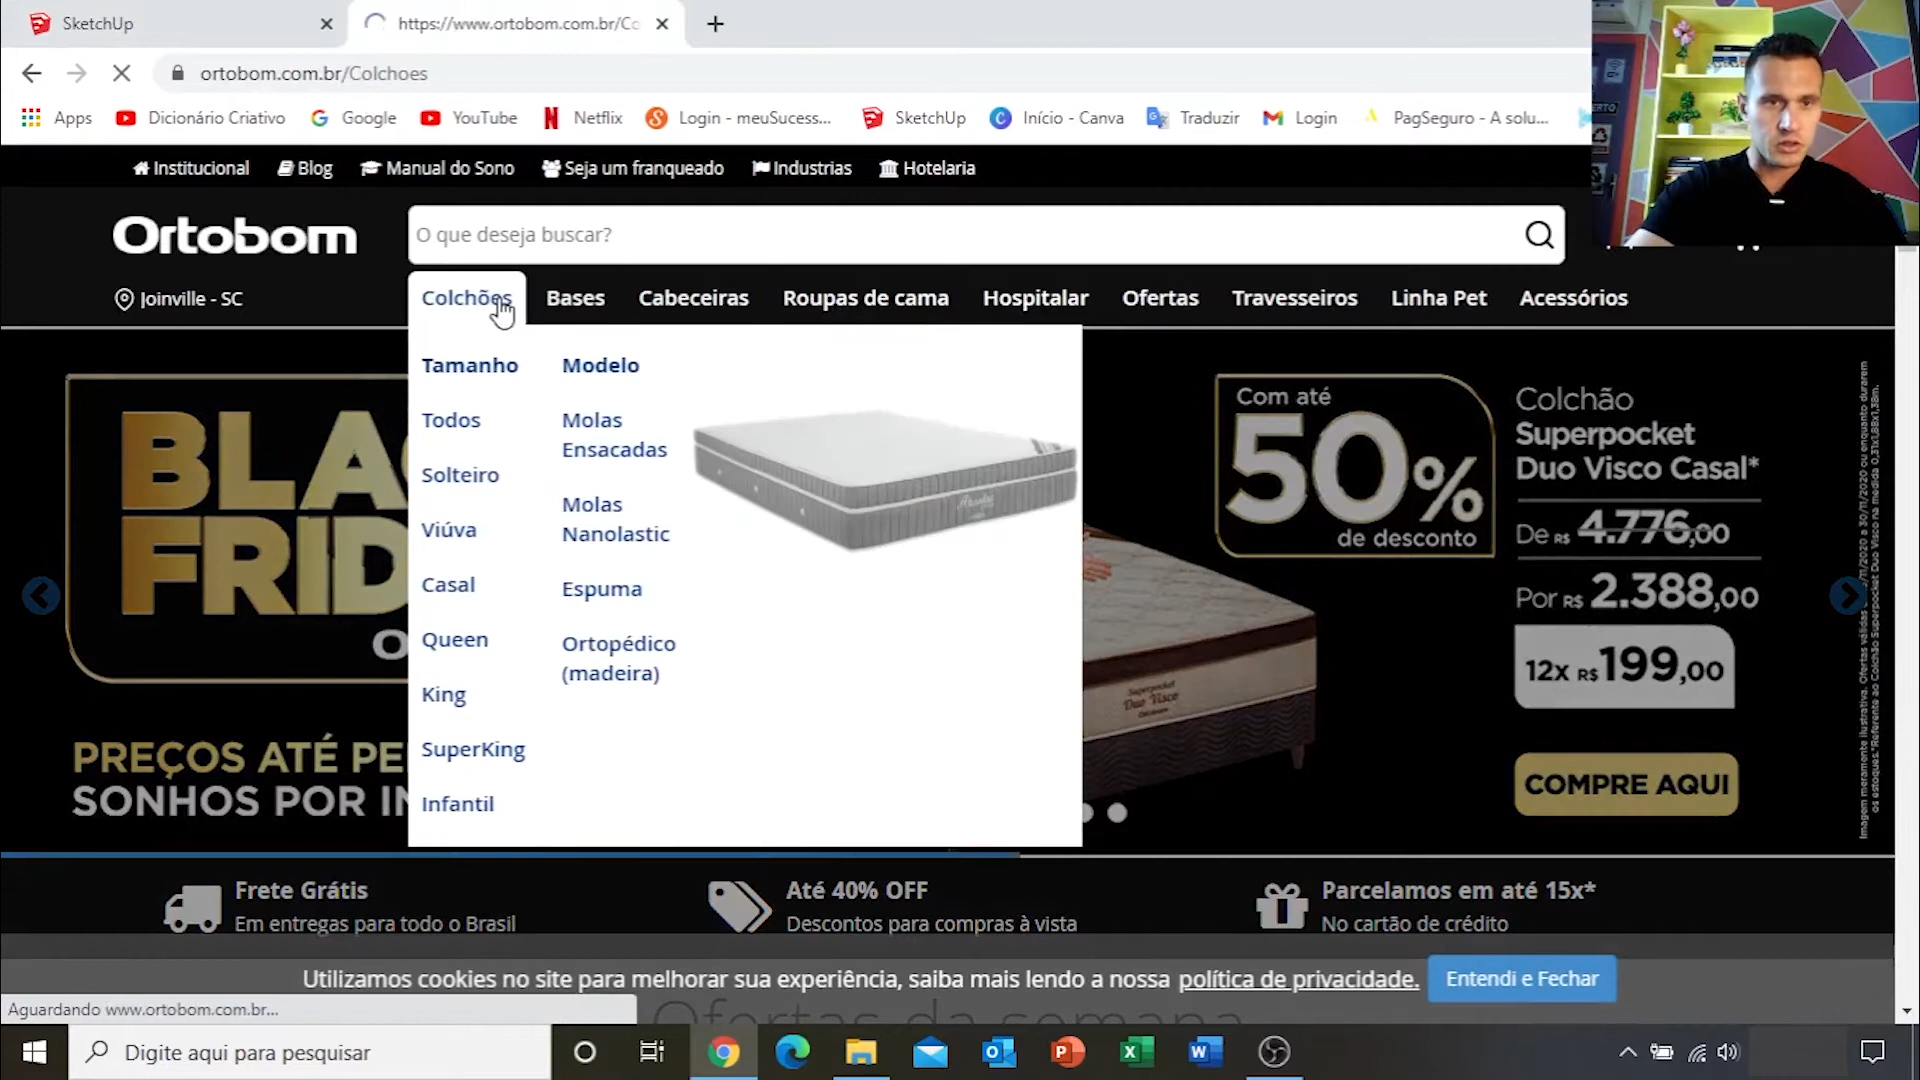 SketchUp
https://www.ortobom.com.br/Co
ortobom.com.br/Colchoes
Apps
Dicionário Criativo
Google
YouTube
Netflix
Login - meuSucess...
SketchUp
Início - Canva
Traduzir
Login
PagSeguro - A solu...
Institucional
Blog
Manual do Sono
Seja um franqueado
Industrias
Hotelaria
Ortobom
O que deseja buscar?
Joinville - SC
Colchões
Bases
Cabeceiras
Roupas de cama
Hospitalar
Ofertas
Travesseiros
Linha Pet
Acessórios
Tamanho
Todos
Solteiro
Viúva
Casal
Queen
King
SuperKing
Infantil
Modelo
Molas
Ensacadas
Molas
Nanolastic
Espuma
Ortopédico
(madeira)
BLA
FRID
O
PREÇOS ATÉ PE
SONHOS POR IN
Superpocket
Duo Visco
Com até
50%
de desconto
Colchão
Superpocket
Duo Visco Casal*
De R$ 4.776,00
Por R$ 2.388,00
12x R$199,00
COMPRE AQUI
Frete Grátis
Em entregas para todo o Brasil
Até 40% OFF
Descontos para compras à vista
Parcelamos em até 15x*
No cartão de crédito
Utilizamos cookies no site para melhorar sua experiência, saiba mais lendo a nossa política de privacidade.
Entendi e Fechar
Aguardando www.ortobom.com.br...
Ofertas da semana
Digite aqui para pesquisar